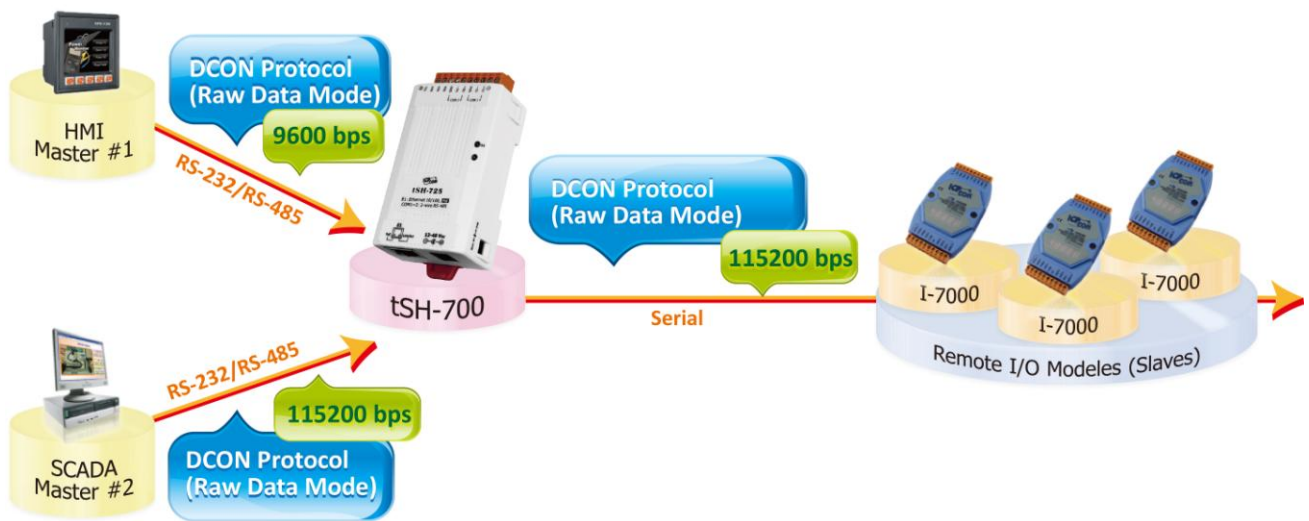 HMI
Master #1
DCON Protocol
(Raw Data Mode)
9600 bps
RS-232/RS-485
tSH-725
tSH-700
DCON Protocol
(Raw Data Mode)
115200 bps
Serial
I-7000
I-7000
I-7000
Remote I/O Modeles (Slaves)
SCADA
Master #2
RS-232/RS-485
115200 bps
DCON Protocol
(Raw Data Mode)